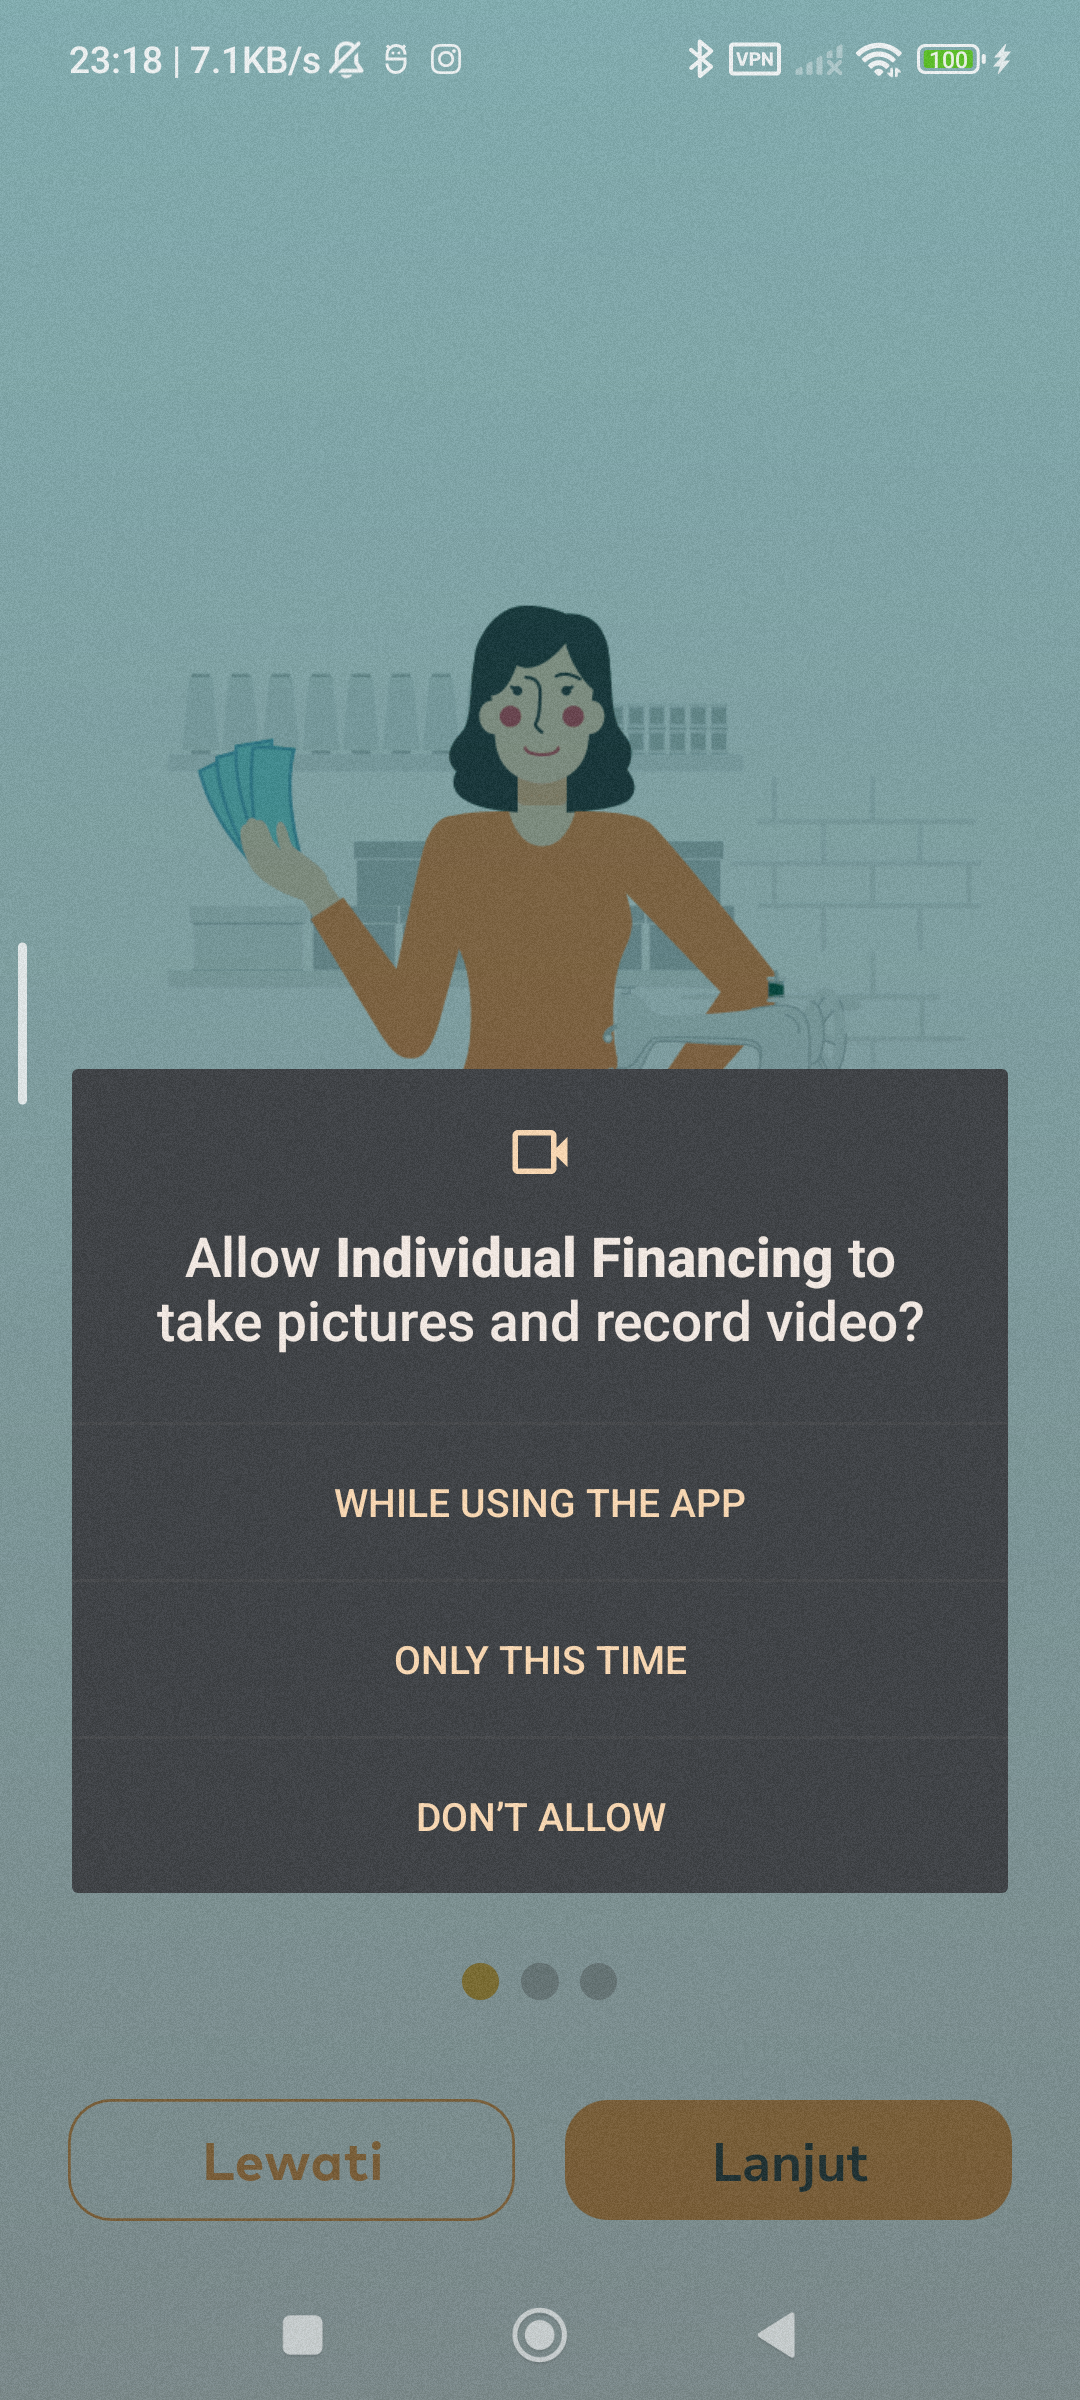 23:18 | 7.1KB/s
VPN
100
Allow Individual Financing to
take pictures and record video?
WHILE USING THE APP
ONLY THIS TIME
DON’T ALLOW
Lewati
Lanjut